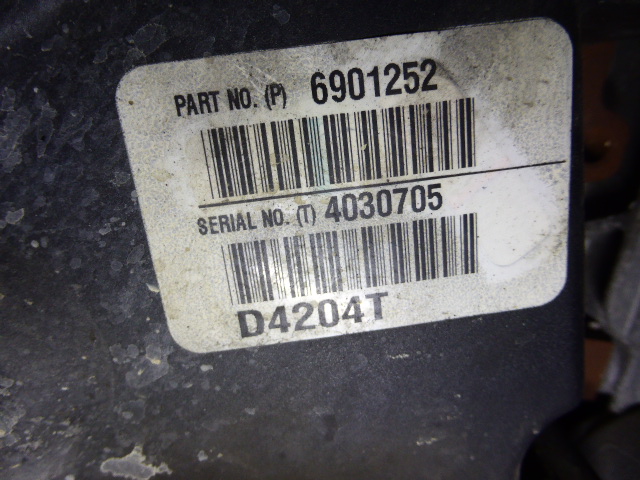 PART NO. (P) 6901252
SERIAL NO. (T) 4030705
D4204T